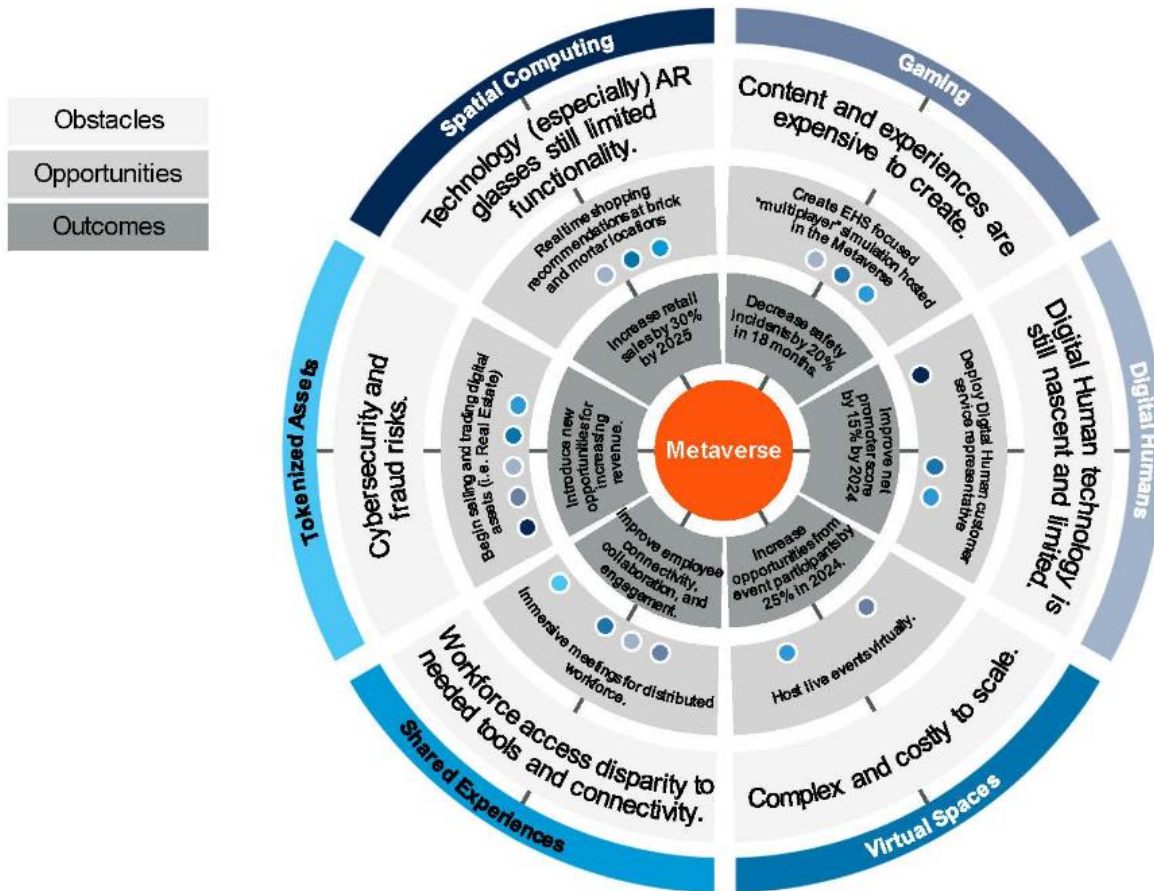 Obstacles
Opportunities
Outcomes
Spatial Computing
Technology (especially) AR
glasses still limited
functionality.
Realtime shopping
recommendations at brick
and mortar locations
Increase retail
sales by 30%
by 2025
Gaming
Content and experiences are
expensive to create.
Create EHS focused
"multiplayer" simulation hosted
in the Metaverse
Decrease safety
incidents by 20%
in 18 months.
Digital Humans
Digital Human technology is
still nascent and limited.
Deploy Digital Human customer
service representative
Improve net
promoter score
by 15% by 2024
Virtual Spaces
Complex and costly to scale.
Host live events virtually.
Increase
opportunities from
event participants by
25% in 2024.
Shared Experiences
Workforce access disparity to
needed tools and connectivity.
Immersive meetings for distributed
workforce.
Improve employee
connectivity,
collaboration, and
engagement.
Tokenized Assets
Cybersecurity and
fraud risks.
Begin selling and trading digital
assets (i.e. Real Estate)
Introduce new
opportunities for
increasing
revenue.
Metaverse